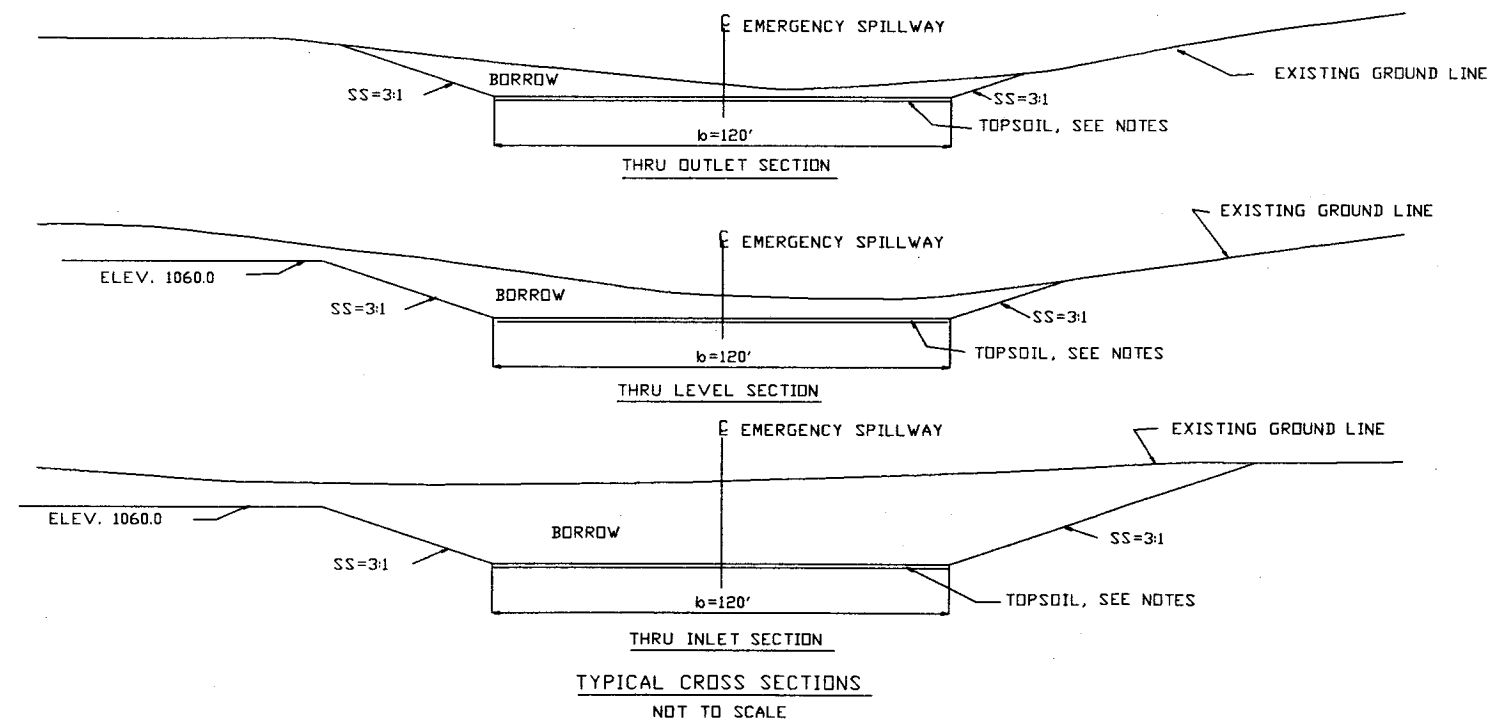 ℄ EMERGENCY SPILLWAY
BORROW
EXISTING GROUND LINE
SS=3:1
SS=3:1
TOPSOIL, SEE NOTES
b=120'
THRU OUTLET SECTION
EXISTING GROUND LINE
℄ EMERGENCY SPILLWAY
ELEV. 1060.0
BORROW
SS=3:1
SS=3:1
TOPSOIL, SEE NOTES
b=120'
THRU LEVEL SECTION
℄ EMERGENCY SPILLWAY
EXISTING GROUND LINE
ELEV. 1060.0
BORROW
SS=3:1
SS=3:1
TOPSOIL, SEE NOTES
b=120'
THRU INLET SECTION
TYPICAL CROSS SECTIONS
NOT TO SCALE